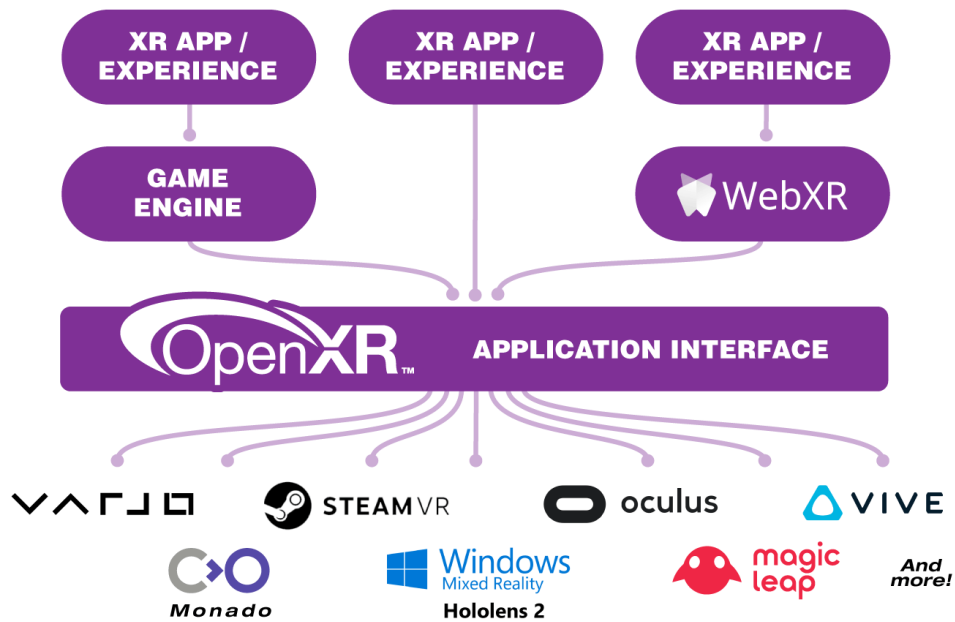 XR APP /
EXPERIENCE
XR APP /
EXPERIENCE
XR APP /
EXPERIENCE
GAME
ENGINE
WebXR
OpenXR™
APPLICATION INTERFACE
VARJO
STEAMVR
oculus
VIVE
Monado
Windows
Mixed Reality
Hololens 2
magic
leap
And
more!